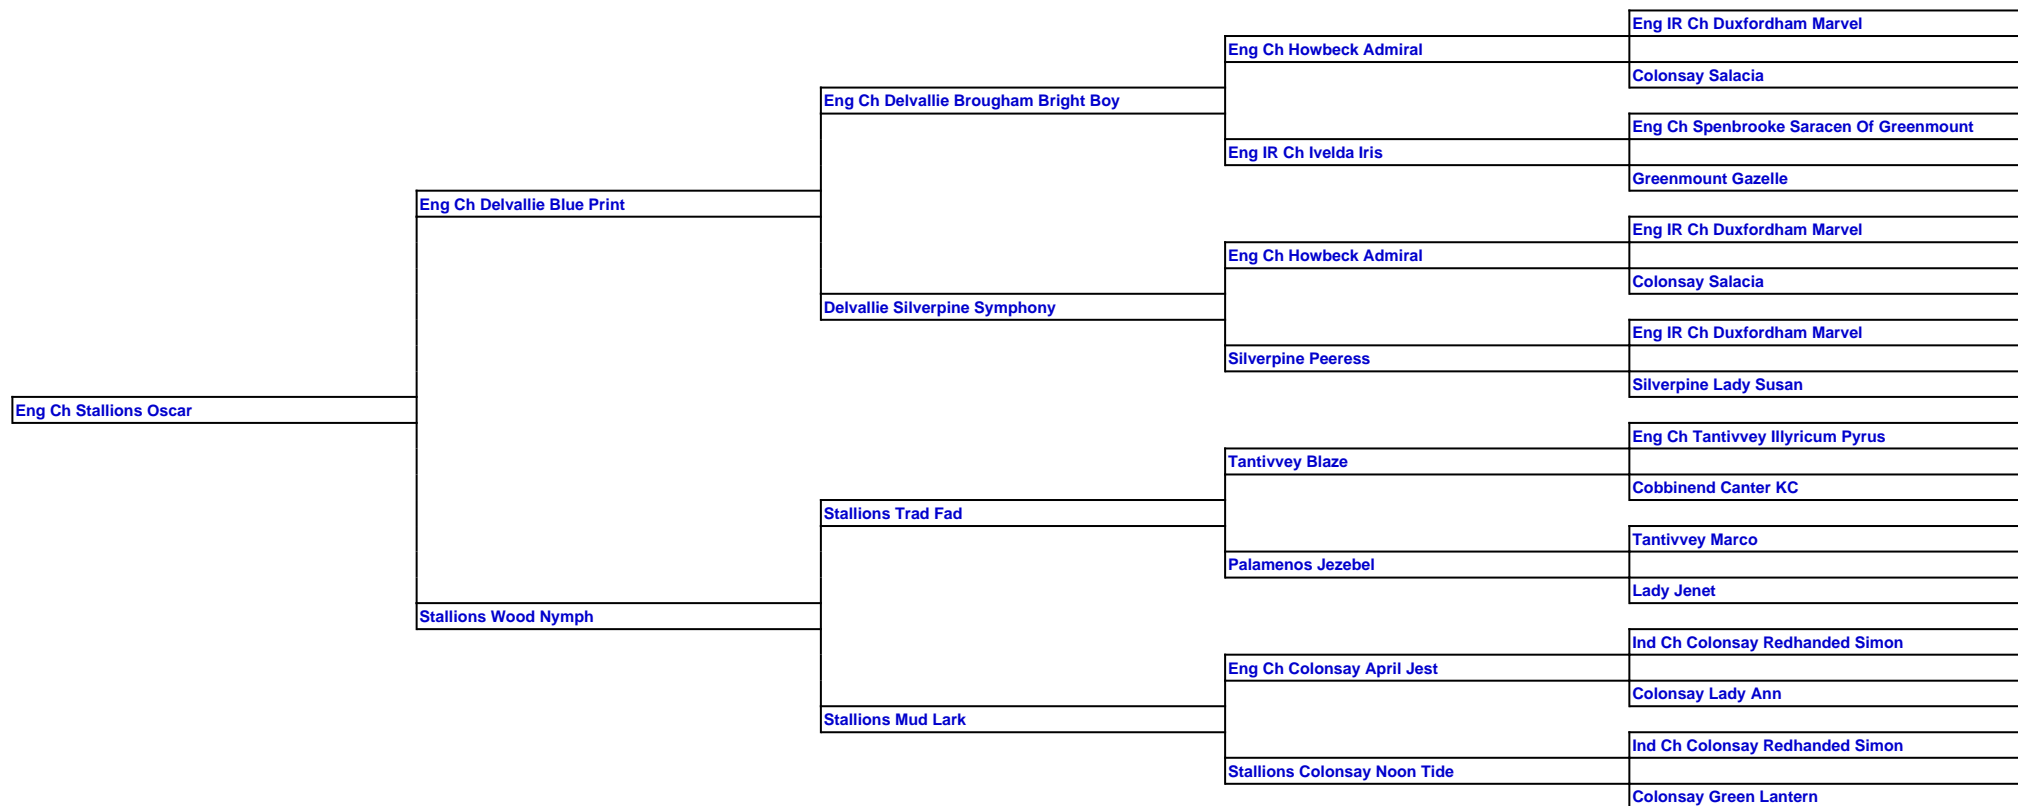 Eng IR Ch Duxfordham Marvel
Eng Ch Howbeck Admiral
Colonsay Salacia
Eng Ch Delvallie Brougham Bright Boy
Eng Ch Spenbrooke Saracen Of Greenmount
Eng IR Ch Ivelda Iris
Greenmount Gazelle
Eng Ch Delvallie Blue Print
Eng IR Ch Duxfordham Marvel
Eng Ch Howbeck Admiral
Colonsay Salacia
Delvallie Silverpine Symphony
Eng IR Ch Duxfordham Marvel
Silverpine Peeress
Silverpine Lady Susan
Eng Ch Stallions Oscar
Eng Ch Tantivvey Illyricum Pyrus
Tantivvey Blaze
Cobbinend Canter KC
Stallions Trad Fad
Tantivvey Marco
Palamenos Jezebel
Lady Jenet
Stallions Wood Nymph
Ind Ch Colonsay Redhanded Simon
Eng Ch Colonsay April Jest
Colonsay Lady Ann
Stallions Mud Lark
Ind Ch Colonsay Redhanded Simon
Stallions Colonsay Noon Tide
Colonsay Green Lantern